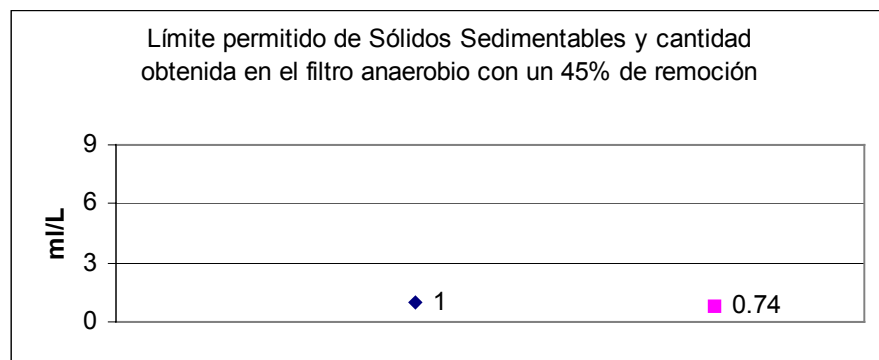 Límite permitido de Sólidos Sedimentables y cantidad
obtenida en el filtro anaerobio con un 45% de remoción
9
6
3
0
ml/L
1
0.74